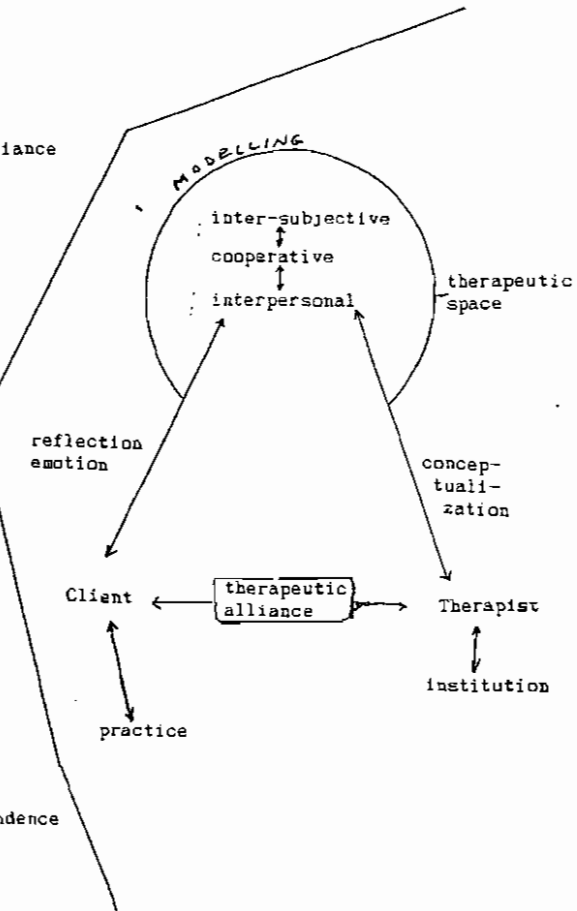 iance
MODELLING
inter-subjective
cooperative
interpersonal
therapeutic
space
reflection
emotion
concep-
tuali-
zation
Client
therapeutic
alliance
Therapist
institution
practice
ndence